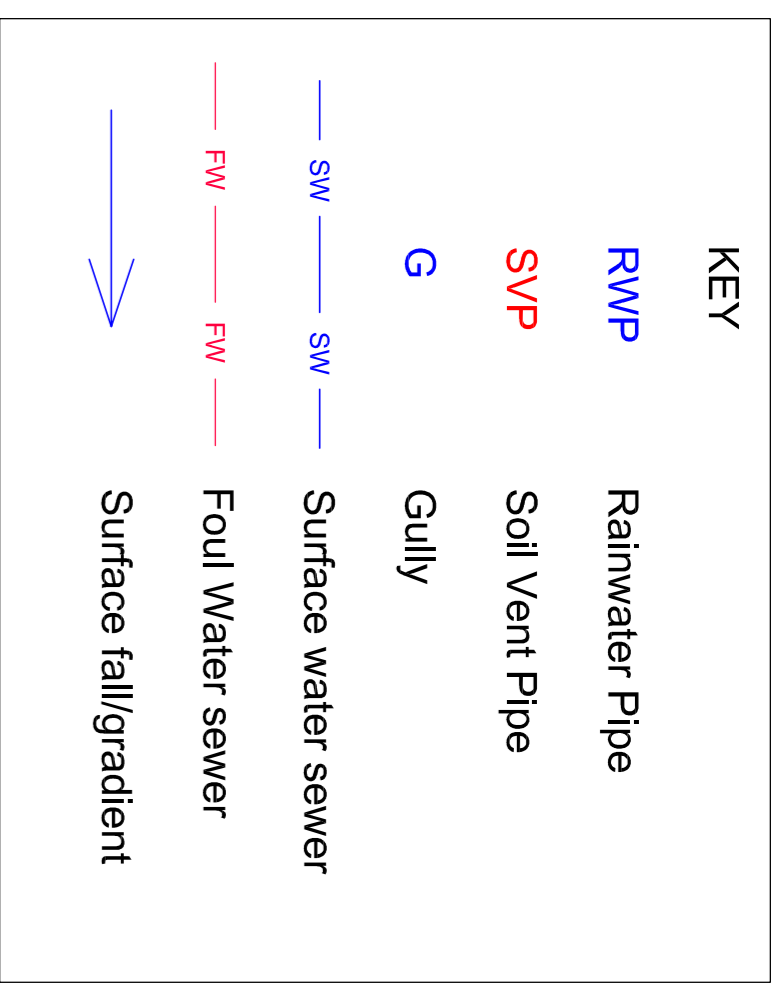 KEY
RWP Rainwater Pipe
SVP Soil Vent Pipe
G Gully
SW SW Surface water sewer
FW FW Foul Water sewer
Surface fall/gradient